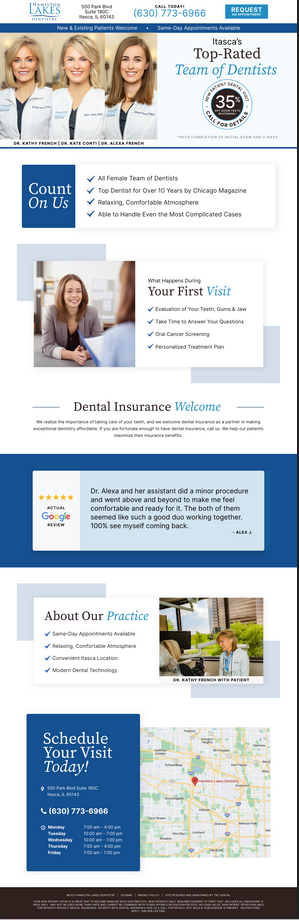 HAMILTON
LAKES
DENTISTRY
500 Park Blvd Suite
Suite 180C
Itasca, IL 60143
CALL TODAY!
(630) 773-6966
REQUEST
AN APPOINTMENT
New & Existing Patients Welcome • Same-Day Appointments Available
Itasca's
Top-Rated
Team of Dentists
NEW PATIENT DENTAL VISIT
35%
CALL FOR DETAILS
*WITH COMPLETION OF INITIAL EXAM AND X-RAYS
DR. KATHY FRENCH | DR. KATE CONTI | DR. ALEXA FRENCH
Count
On Us
All Female Team of Dentists
Top Dentist for Over 10 Years by Chicago Magazine
Relaxing, Comfortable Atmosphere
Able to Handle Even the Most Complicated Cases
What Happens During
Your First Visit
Evaluation of Your Teeth, Gums & Jaw
Take Time to Answer Your Questions
Oral Cancer Screening
Personalized Treatment Plan
Dental Insurance Welcome
We realize the importance of taking care of your teeth, and we welcome dental insurance as a partner in making
exceptional dentistry affordable. If you are fortunate enough to have dental insurance, call us. We help our patients
maximize their insurance benefits.
ACTUAL
Google
REVIEW
Dr. Alexa and her assistant did a minor procedure
and went above and beyond to make me feel
comfortable and ready for it. The both of them
seemed like such a good duo working together.
100% see myself coming back.
- ALEX J.
About Our Practice
Same-Day Appointments Available
Relaxing, Comfortable Atmosphere
Convenient Itasca Location
Modern Dental Technology
DR. KATHY FRENCH WITH PATIENT
Schedule
Your Visit
Today!
500 Park Blvd Suite 180C
Itasca, IL 60143
(630) 773-6966
Monday 7:00 am - 4:00 pm
Tuesday 10:00 am - 7:00 pm
Wednesday 7:00 am - 2:00 pm
Thursday 7:00 am - 4:00 pm
Friday 7:00 am - 1:00 pm
Hamilton Lakes Dentistry